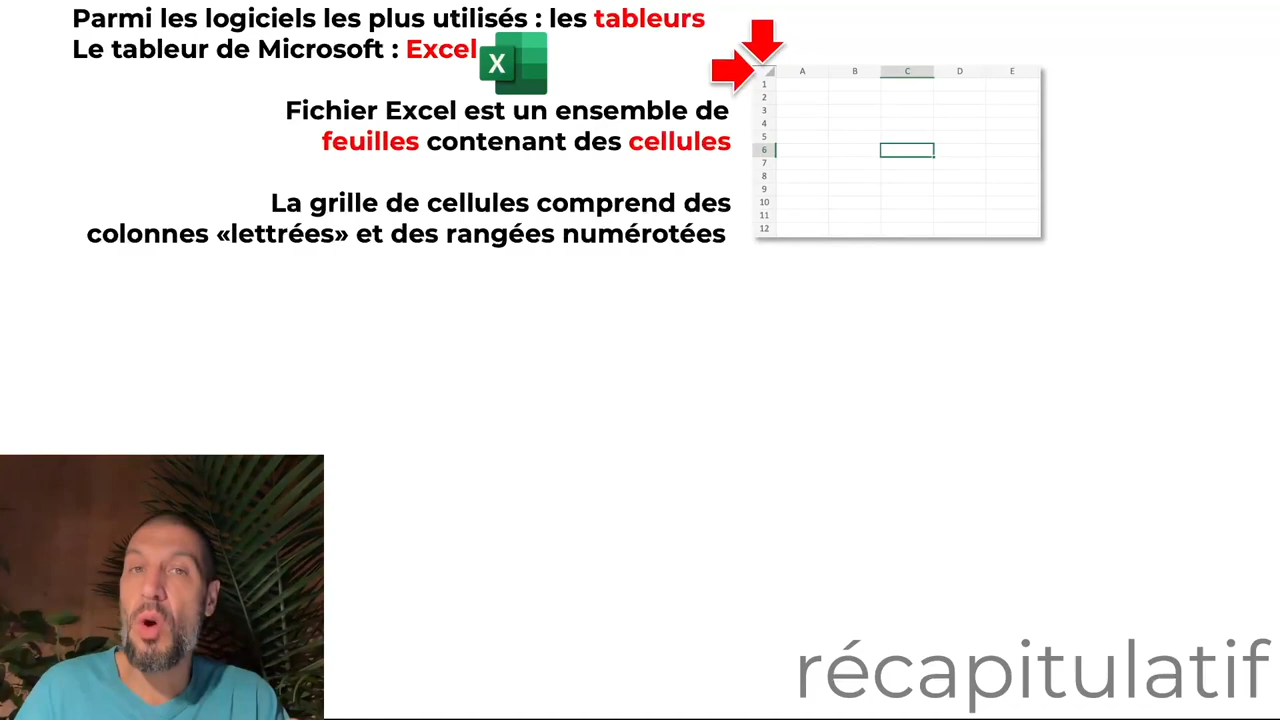 Parmi les logiciels les plus utilisés : les tableurs
Le tableur de Microsoft : Excel
X
Fichier Excel est un ensemble de
feuilles contenant des cellules
La grille de cellules comprend des
colonnes «lettrées» et des rangées numérotées
A B C D E
1
2
3
4
5
6
7
8
9
10
11
12
récapitulatif